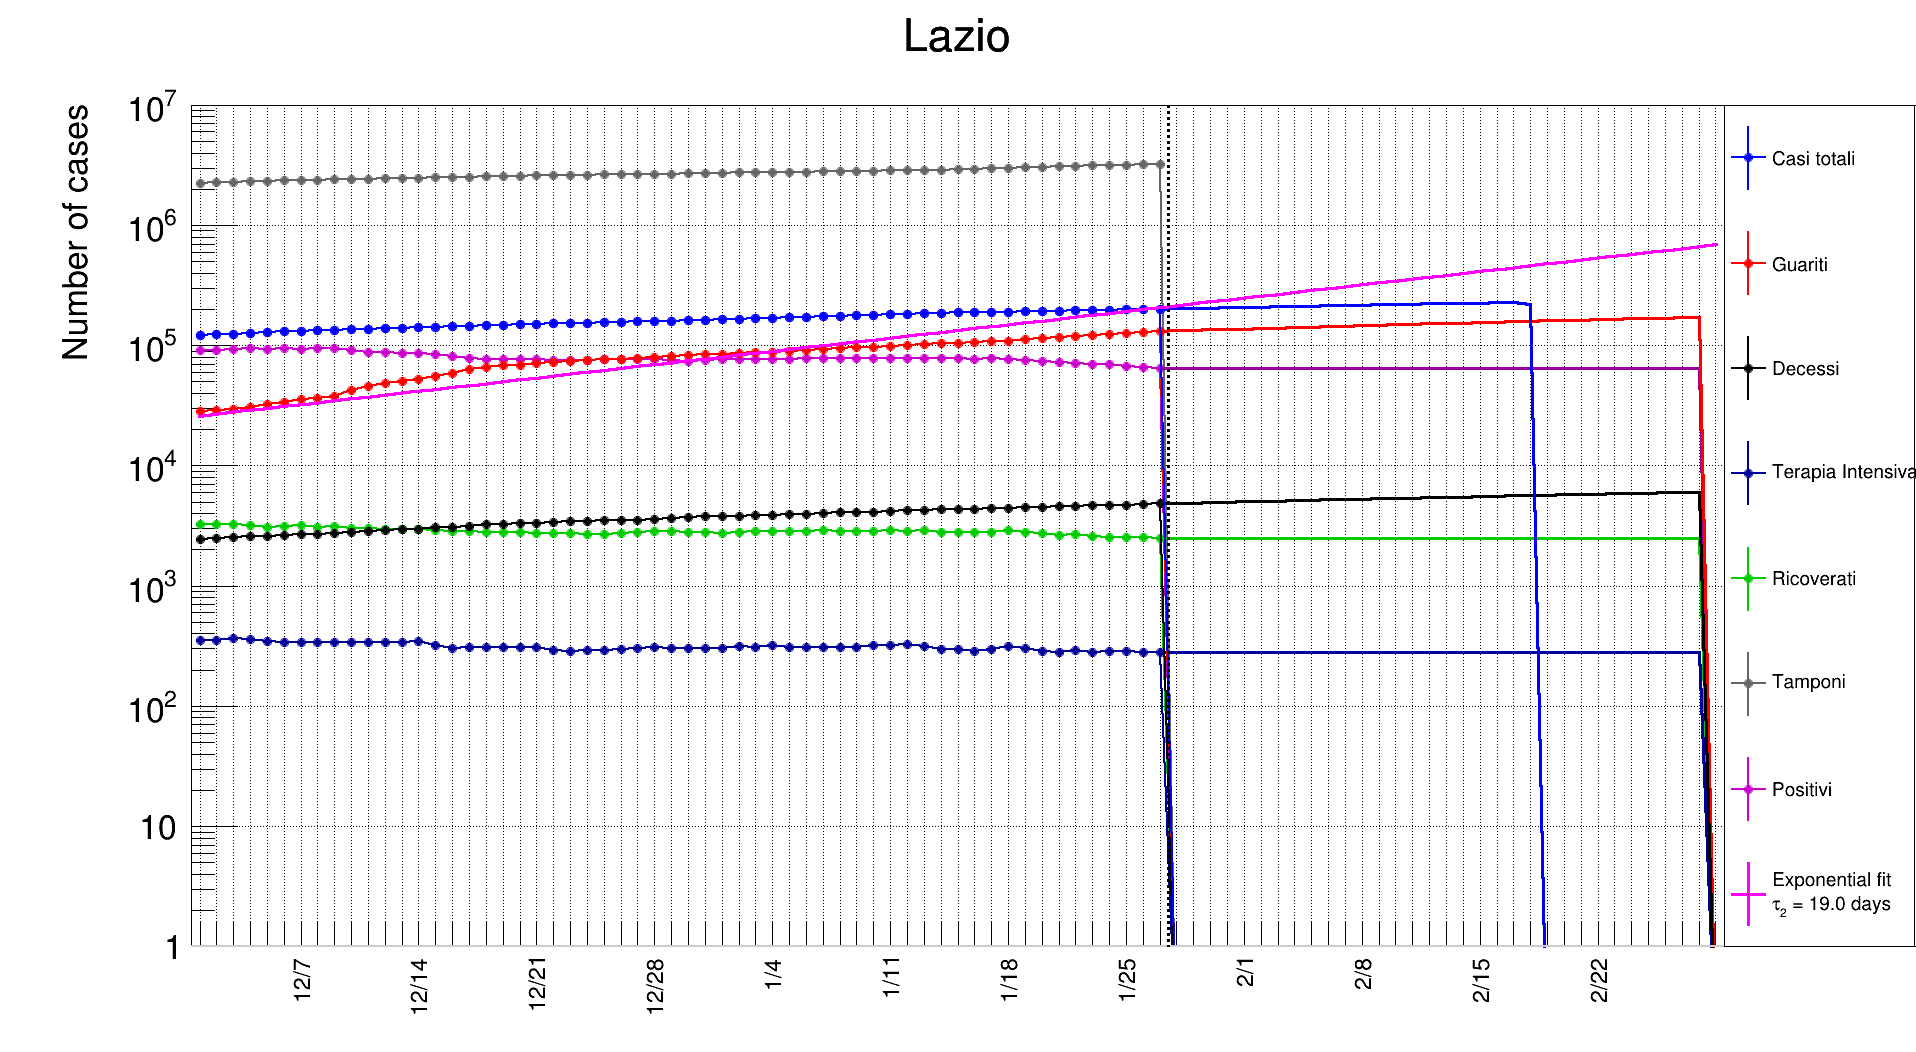 Lazio
Number of cases
10^7
10^6
10^5
10^4
10^3
10^2
10
1
12/7
12/14
12/21
12/28
1/4
1/11
1/18
1/25
2/1
2/8
2/15
2/22
Casi totali
Guariti
Decessi
Terapia Intensiva
Ricoverati
Tamponi
Positivi
Exponential fit
τ₂ = 19.0 days